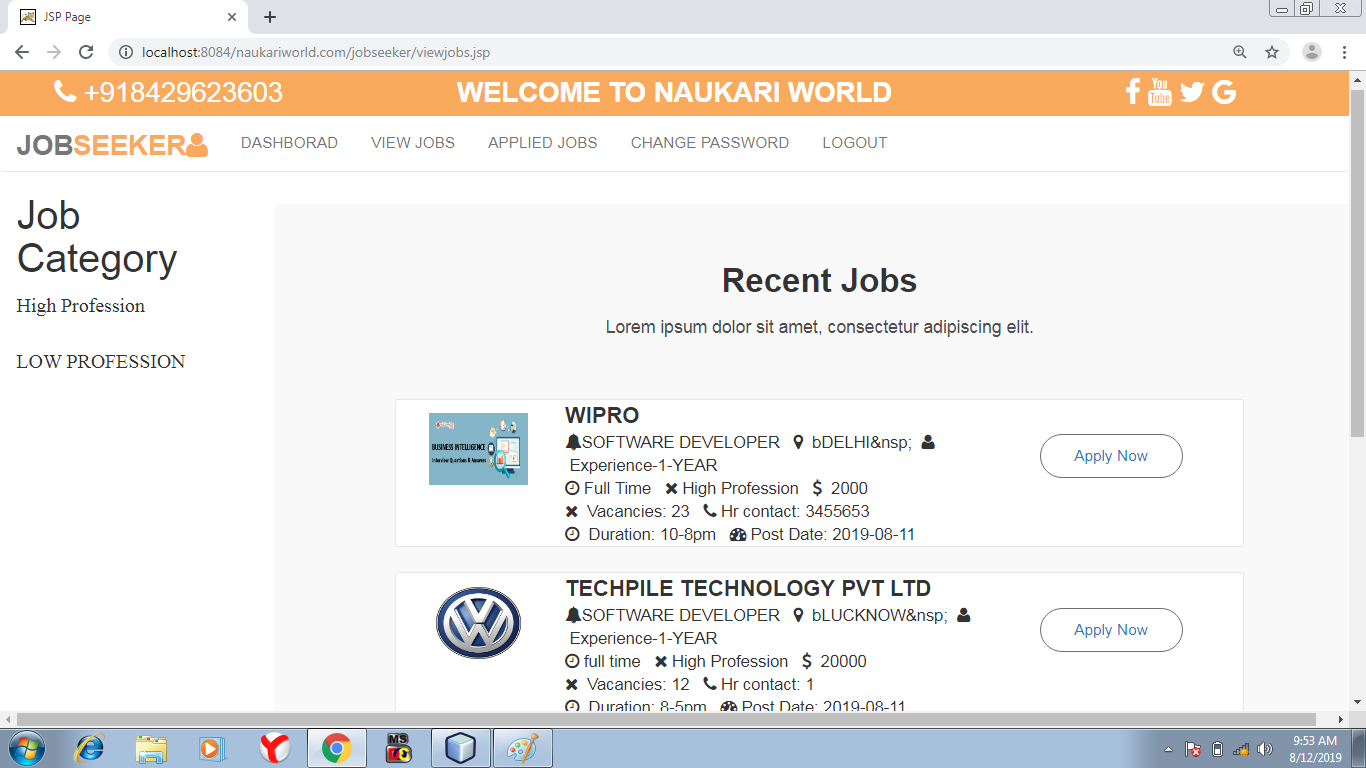 JSP Page
localhost:8084/naukariworld.com/jobseeker/viewjobs.jsp
+918429623603 WELCOME TO NAUKARI WORLD You Tube
JOBSEEKER DASHBORAD VIEW JOBS APPLIED JOBS CHANGE PASSWORD LOGOUT
Job
Category
High Profession
LOW PROFESSION
Recent Jobs
Lorem ipsum dolor sit amet, consectetur adipiscing elit.
BUSINESS INTELLIGENCE
Interview Questions & Answers
WIPRO
SOFTWARE DEVELOPER bDELHI&nsp;
Experience-1-YEAR
Full Time High Profession $ 2000
Vacancies: 23 Hr contact: 3455653
Duration: 10-8pm Post Date: 2019-08-11
Apply Now
TECHPILE TECHNOLOGY PVT LTD
SOFTWARE DEVELOPER bLUCKNOW&nsp;
Experience-1-YEAR
full time High Profession $ 20000
Vacancies: 12 Hr contact: 1
Duration: 8-5pm Post Date: 2019-08-11
Apply Now
MS
9:53 AM
8/12/2019